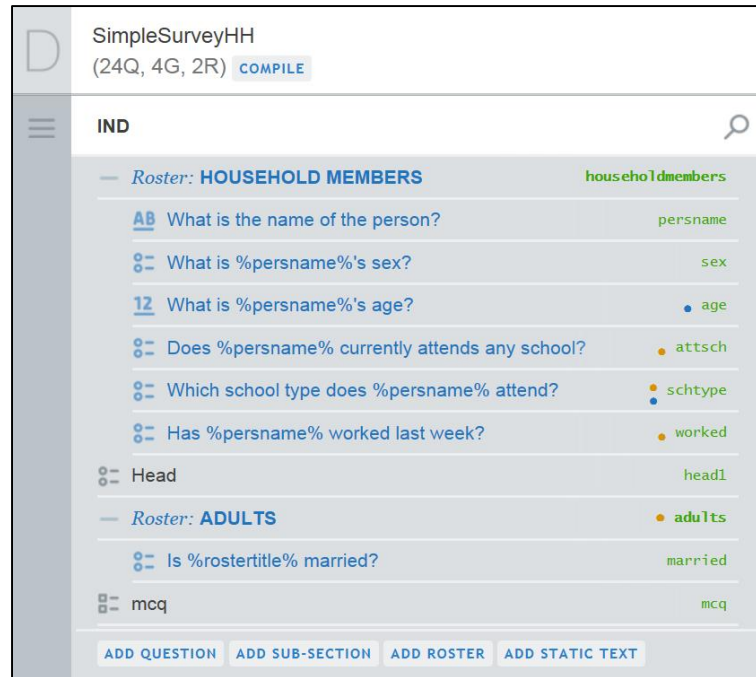 D
SimpleSurveyHH
(24Q, 4G, 2R) COMPILE
IND
Roster: HOUSEHOLD MEMBERS householdmembers
AB What is the name of the person? persname
What is %persname%'s sex? sex
12 What is %persname%'s age? age
Does %persname% currently attends any school? attsch
Which school type does %persname% attend? schtype
Has %persname% worked last week? worked
Head head1
Roster: ADULTS adults
Is %rostertitle% married? married
mcq mcq
ADD QUESTION ADD SUB-SECTION ADD ROSTER ADD STATIC TEXT